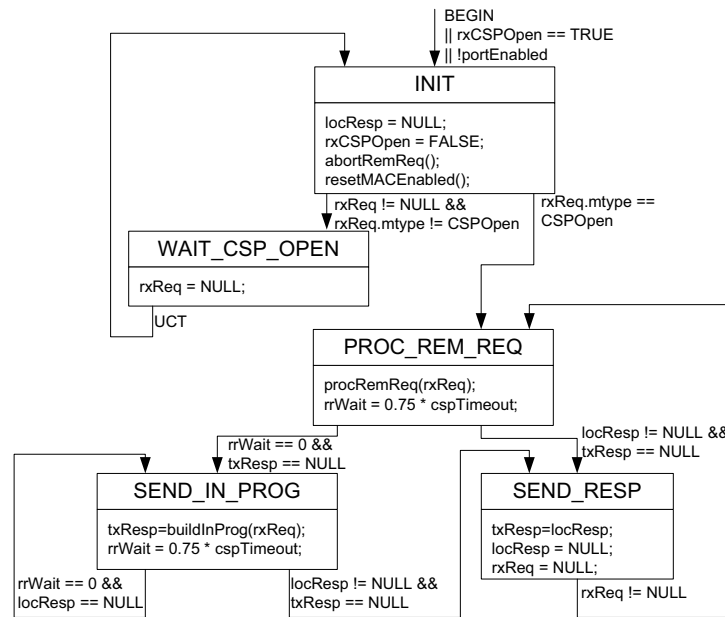 BEGIN
|| rxCSPOpen == TRUE
|| !portEnabled
INIT
locResp = NULL;
rxCSPOpen = FALSE;
abortRemReq();
resetMACEnabled();
rxReq != NULL &&
rxReq.mtype != CSPOpen
rxReq.mtype ==
CSPOpen
WAIT_CSP_OPEN
rxReq = NULL;
UCT
PROC_REM_REQ
procRemReq(rxReq);
rrWait = 0.75 * cspTimeout;
rrWait == 0 &&
txResp == NULL
locResp != NULL &&
txResp == NULL
SEND_IN_PROG
txResp=buildInProg(rxReq);
rrWait = 0.75 * cspTimeout;
SEND_RESP
txResp=locResp;
locResp = NULL;
rxReq = NULL;
rrWait == 0 &&
locResp == NULL
locResp != NULL &&
txResp == NULL
rxReq != NULL